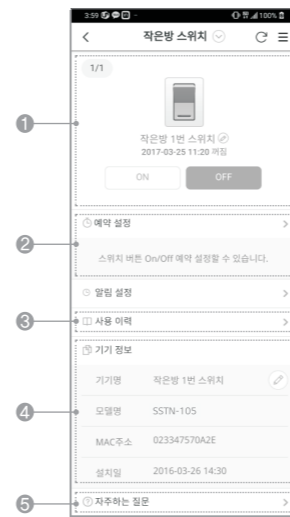 3:59 100%
작은방 스위치
1/1
1
작은방 1번 스위치
2017-03-25 11:20 꺼짐
ON OFF
예약 설정
2
스위치 버튼 On/Off 예약 설정할 수 있습니다.
알림 설정
3 사용 이력
기기 정보
기기명 작은방 1번 스위치
4 모델명 SSTN-10S
MAC주소 023347570A2E
설치일 2016-03-26 14:30
5 자주하는 질문